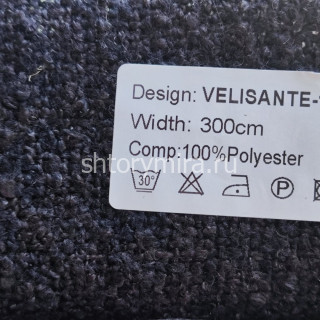 Design: VELISANTE-
Width: 300cm
Comp:100%Polyester
shtorymira.ru
30°
P